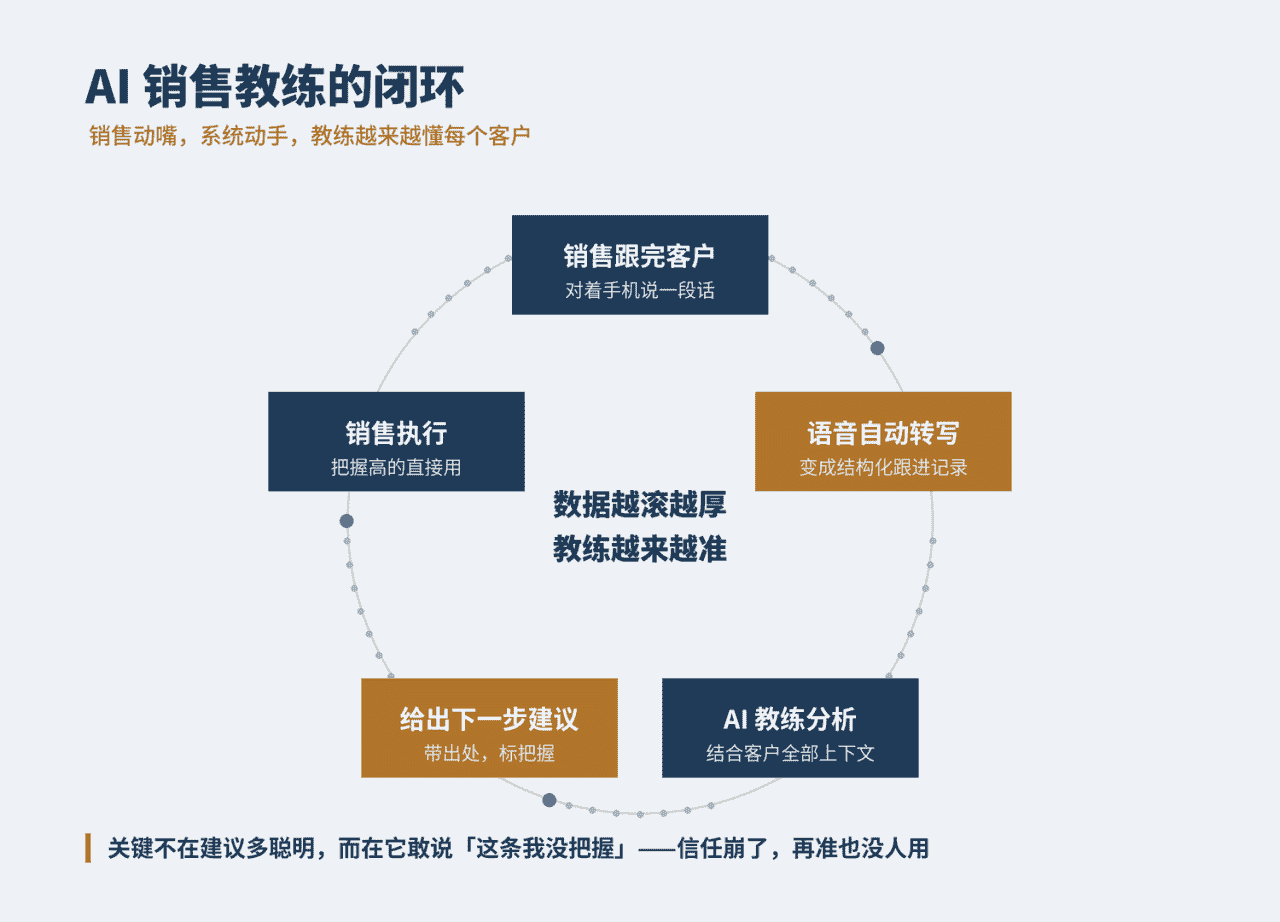 AI 销售教练的闭环
销售动嘴，系统动手，教练越来越懂每个客户
销售跟完客户
对着手机说一段话
销售执行
把握高的直接用
语音自动转写
变成结构化跟进记录
数据越滚越厚
教练越来越准
给出下一步建议
带出处，标把握
AI 教练分析
结合客户全部上下文
关键不在建议多聪明，而在它敢说「这条我没把握」——信任崩了，再准也没人用